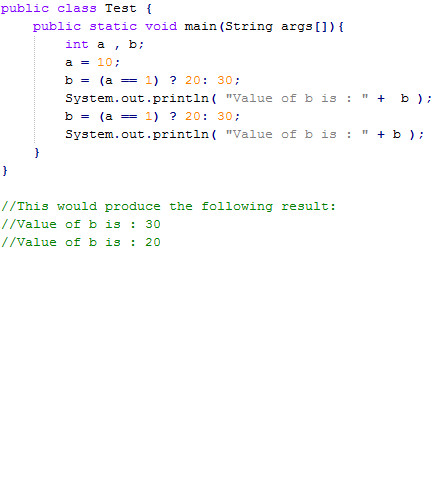 public class Test {
    public static void main(String args[]){
        int a , b;
        a = 10;
        b = (a == 1) ? 20: 30;
        System.out.println( "Value of b is : " +  b );
        b = (a == 1) ? 20: 30;
        System.out.println( "Value of b is : " + b );
    }
}
//This would produce the following result:
//Value of b is : 30
//Value of b is : 20